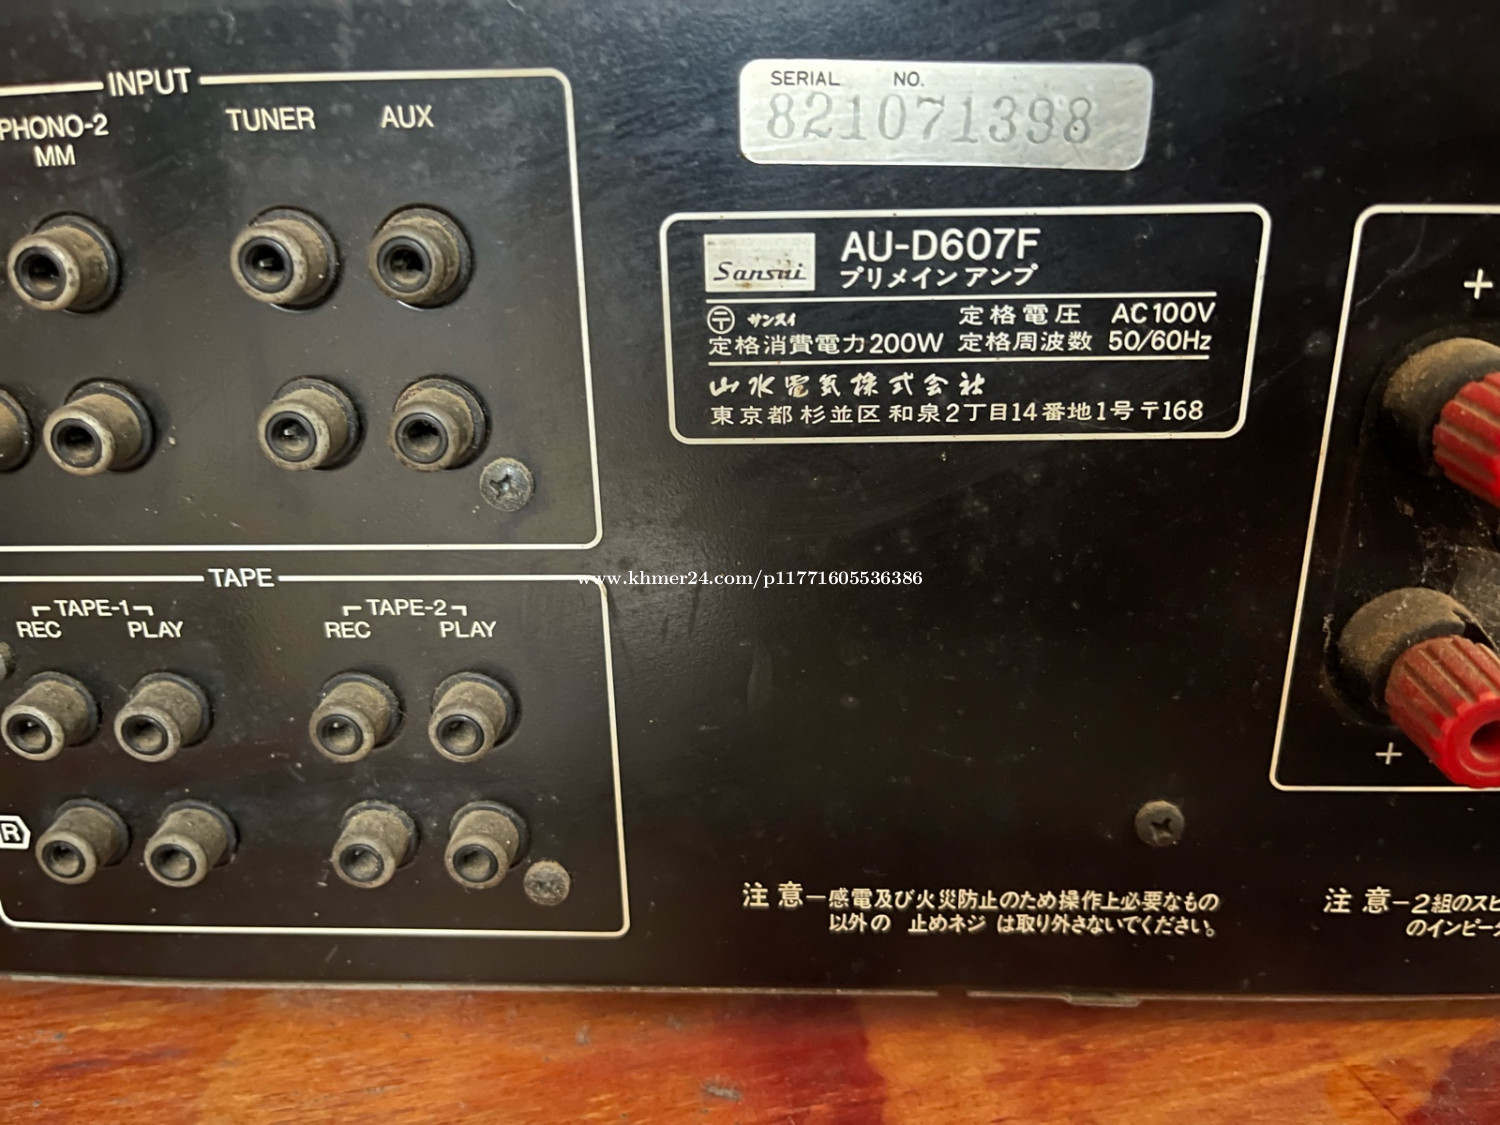 INPUT
PHONO-2
MM
TUNER
AUX
SERIAL NO.
821071398
Sansui
AU-D607F
プリメインアンプ
〒 サンスイ 定格電圧 AC100V
定格消費電力200W 定格周波数 50/60Hz
山水電気株式会社
東京都杉並区和泉2丁目14番地1号〒168
+
www.khmer24.com/p11771605536386
TAPE
TAPE-1
REC PLAY
TAPE-2
REC PLAY
R
+
注意-感電及び火災防止のため操作上必要なもの
以外の 止めネジ は取り外さないでください。
注意-2組のスピ
のインピーダ